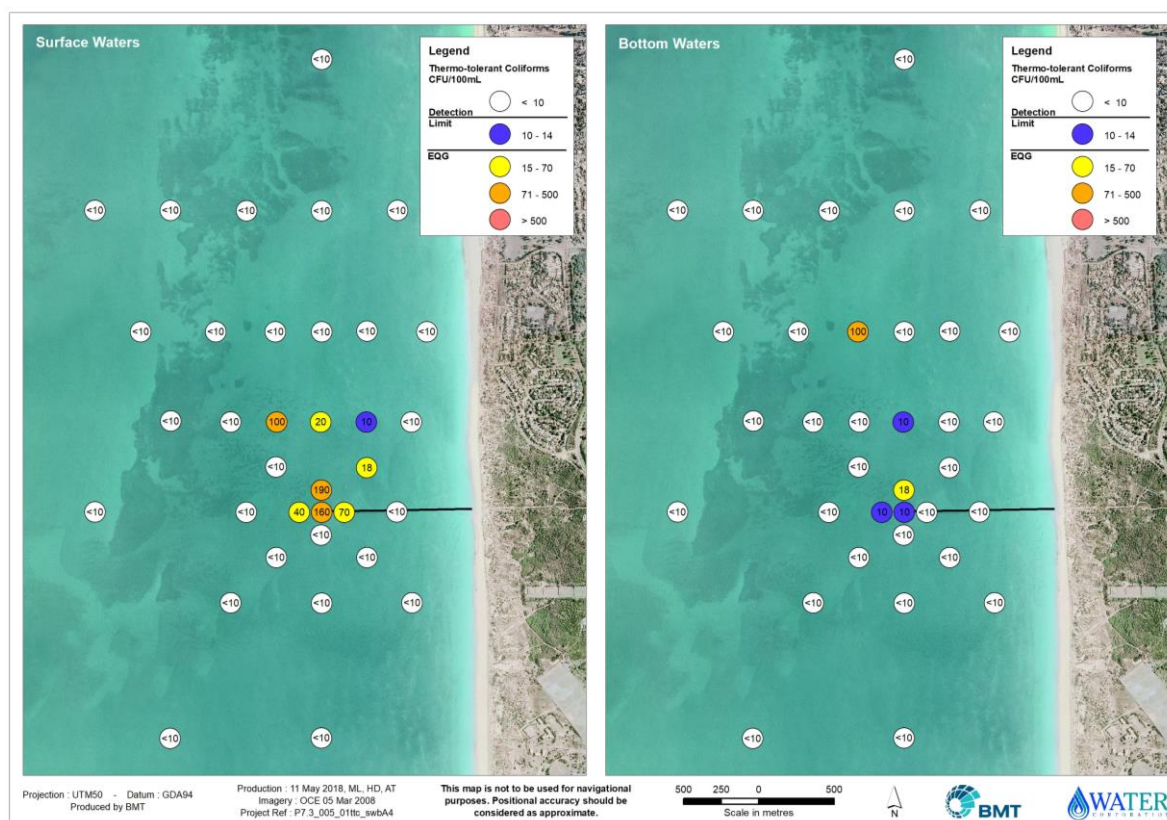 Surface Waters
Legend
Thermo-tolerant Coliforms
CFU/100mL
< 10
Detection
Limit
10 - 14
EQG
15 - 70
71 - 500
> 500
<10
<10 <10 <10 <10 <10
<10 <10 <10 <10 <10 <10
<10 <10 100 20 10 <10
<10 18
190
<10 <10 40 160 70 <10
<10
<10 <10
<10 <10 <10
<10 <10
Bottom Waters
Legend
Thermo-tolerant Coliforms
CFU/100mL
< 10
Detection
Limit
10 - 14
EQG
15 - 70
71 - 500
> 500
<10
<10 <10 <10 <10 <10
<10 <10 100 <10 <10 <10
<10 <10 <10 10 <10 <10
<10 <10
18
<10 <10 10 10 <10 <10
<10
<10 <10
<10 <10 <10
<10 <10
Projection : UTM50 - Datum : GDA94
Produced by BMT
Production : 11 May 2018, ML, HD, AT
Imagery : OCE 05 Mar 2008
Project Ref : P7.3_005_01ttc_swbA4
This map is not to be used for navigational
purposes. Positional accuracy should be
considered as approximate.
500 250 0 500
Scale in metres
N
BMT
WATER
CORPORATION